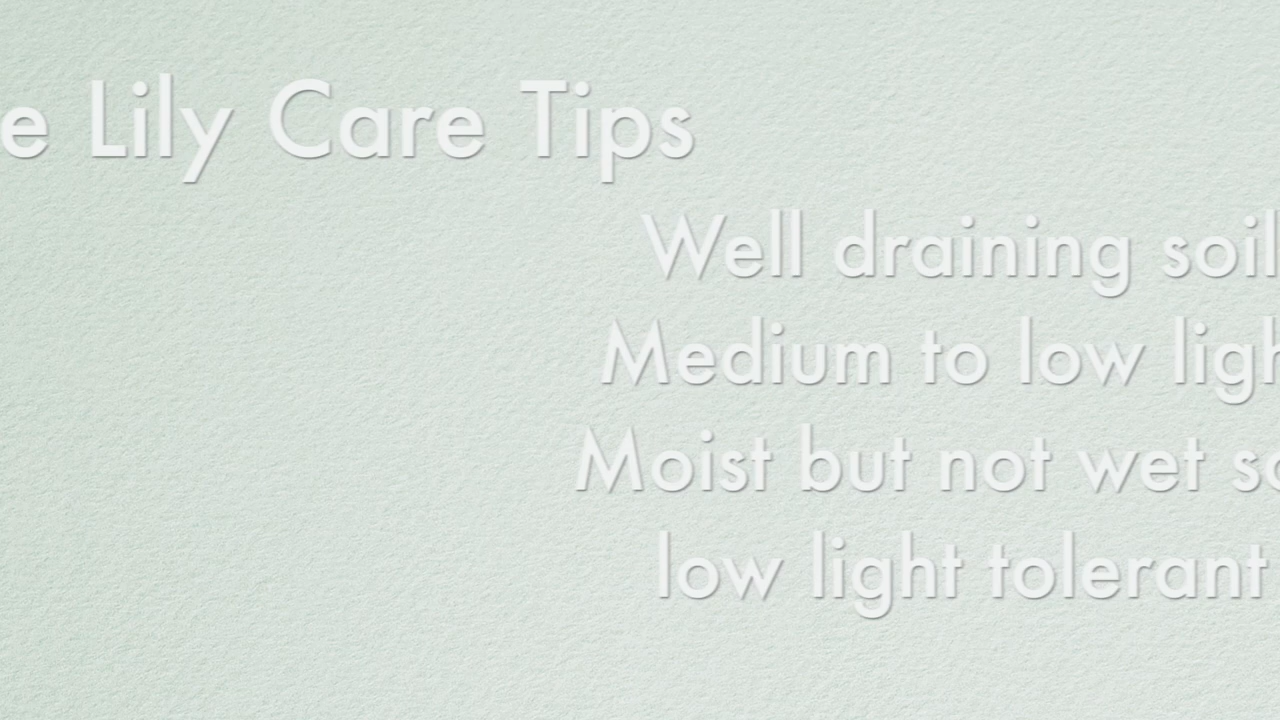 e Lily Care Tips
Well draining soil
Medium to low ligh
Moist but not wet so
low light tolerant